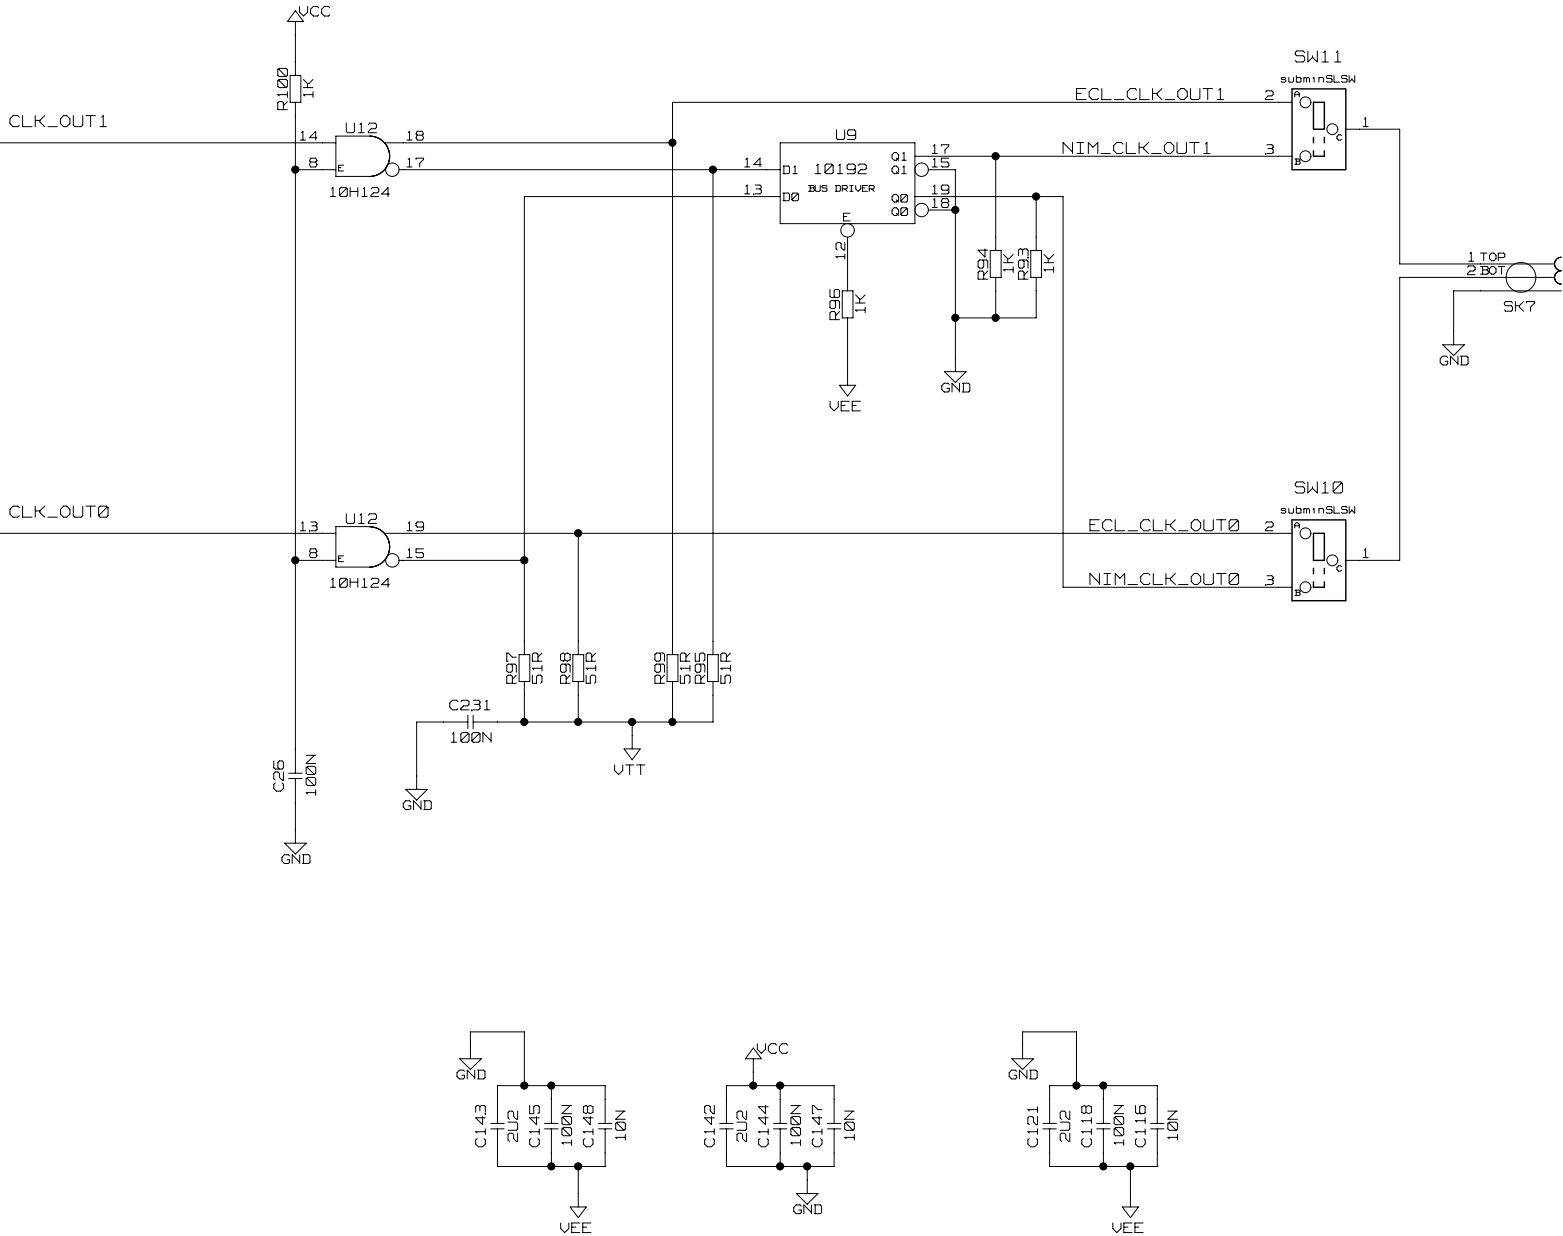 VCC
R100
1K
CLK_OUT1
14
8
E
U12
10H124
18
17
ECL_CLK_OUT1
2
SW11
subminSLSW
A
B
C
1
U9
14
13
D1
D0
10192
BUS DRIVER
E
Q1
Q1
Q0
Q0
17
15
19
18
NIM_CLK_OUT1
3
12
R96
1K
VEE
R94
1K
R93
1K
GND
1 TOP
2 BOT
SK7
GND
CLK_OUT0
13
8
E
U12
10H124
19
15
ECL_CLK_OUT0
2
NIM_CLK_OUT0
3
SW10
subminSLSW
A
B
C
1
R97
51R
R98
51R
R99
51R
R95
51R
C231
100N
GND
VTT
C26
100N
GND
GND
C143
2U2
C145
100N
C148
10N
VEE
VCC
C142
2U2
C144
100N
C147
10N
GND
GND
C121
2U2
C118
100N
C116
10N
VEE